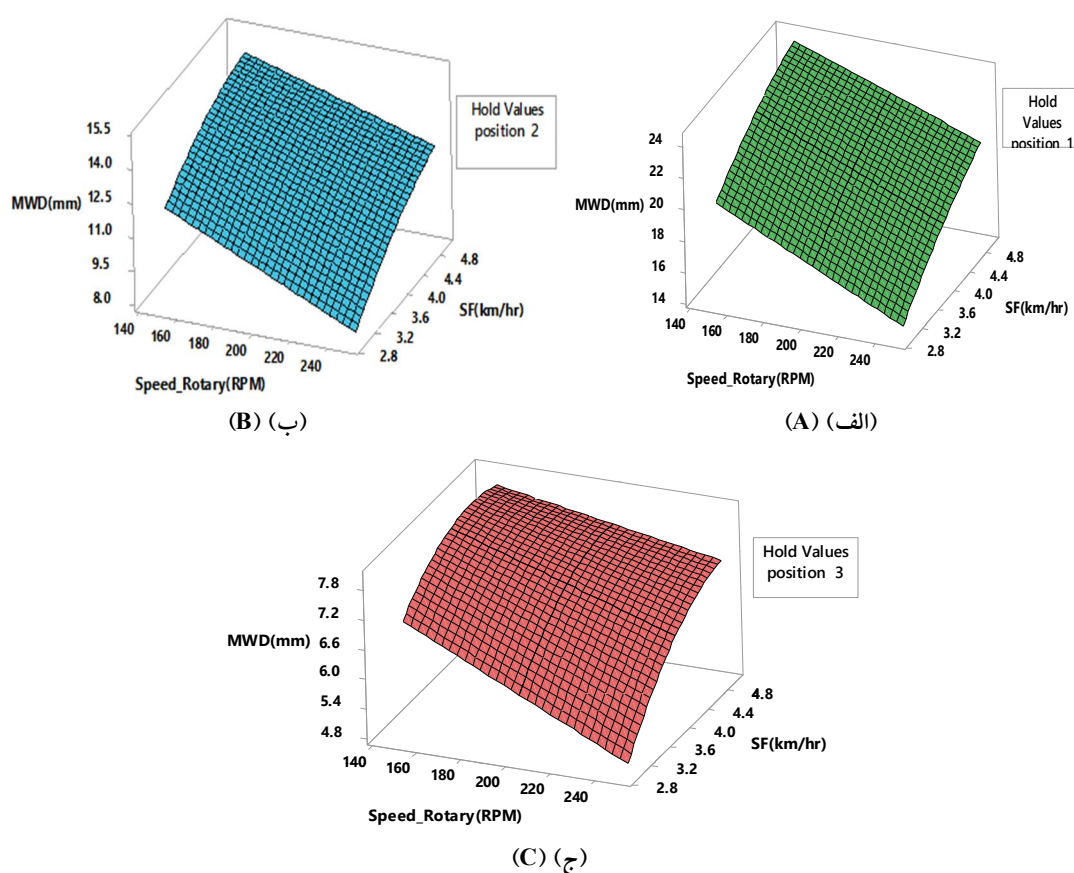 15.5
14.0
12.5
11.0
9.5
8.0
MWD(mm)
140
160
180
200
220
240
Speed_Rotary(RPM)
2.8
3.2
3.6
4.0
4.4
4.8
SF(km/hr)
Hold Values
position 2
(ب) (B)
24
22
20
18
16
14
MWD(mm)
140
160
180
200
220
240
Speed_Rotary(RPM)
2.8
3.2
3.6
4.0
4.4
4.8
SF(km/hr)
Hold
Values
position 1
(الف) (A)
7.8
7.2
6.6
6.0
5.4
4.8
MWD(mm)
140
160
180
200
220
240
Speed_Rotary(RPM)
2.8
3.2
3.6
4.0
4.4
4.8
SF(km/hr)
Hold Values
position 3
(ج) (C)